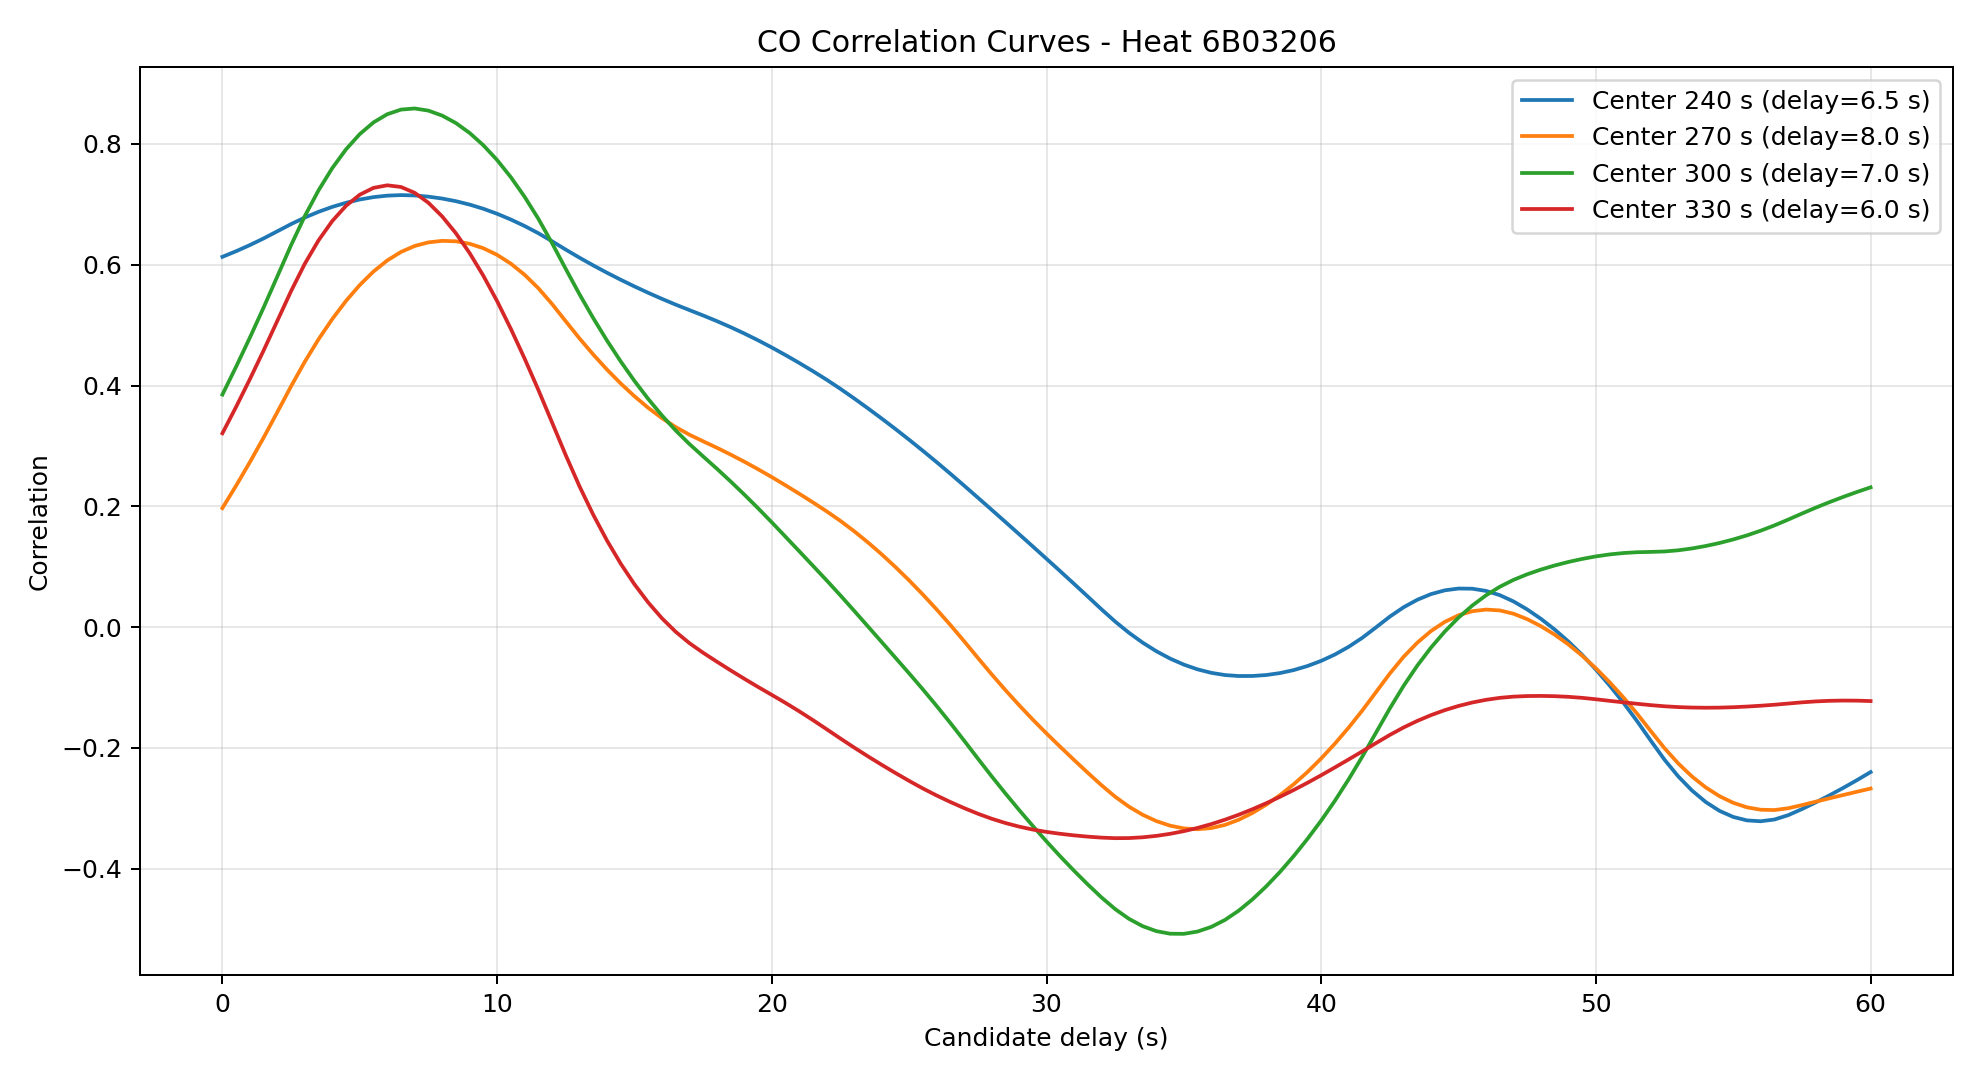 CO Correlation Curves - Heat 6B03206
Center 240 s (delay=6.5 s)
Center 270 s (delay=8.0 s)
Center 300 s (delay=7.0 s)
Center 330 s (delay=6.0 s)
Correlation
0.8
0.6
0.4
0.2
0.0
−0.2
−0.4
0 10 20 30 40 50 60
Candidate delay (s)